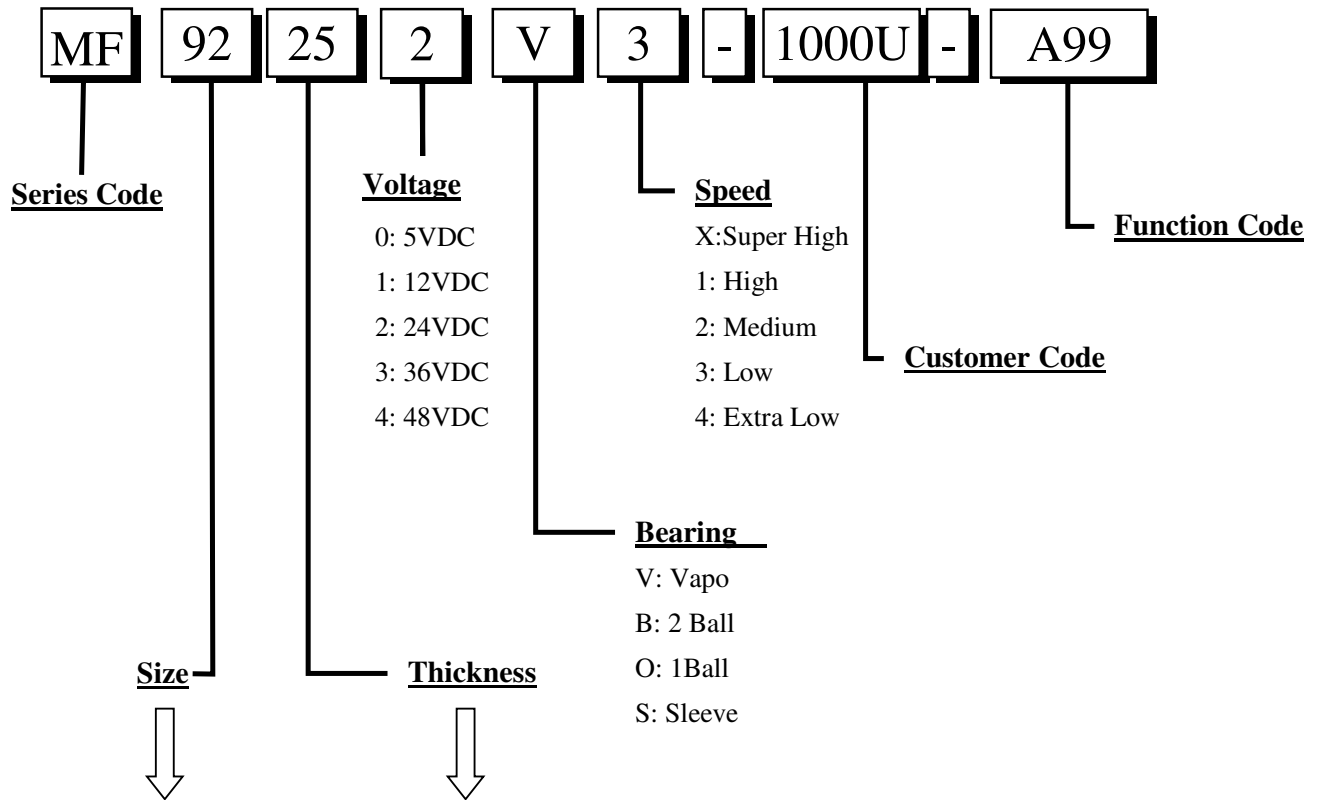 MF 92 25 2 V 3 - 1000U - A99
Series Code
Voltage
0: 5VDC
1: 12VDC
2: 24VDC
3: 36VDC
4: 48VDC
Speed
X:Super High
1: High
2: Medium
3: Low
4: Extra Low
Function Code
Customer Code
Bearing
V: Vapo
B: 2 Ball
O: 1Ball
S: Sleeve
Size
Thickness